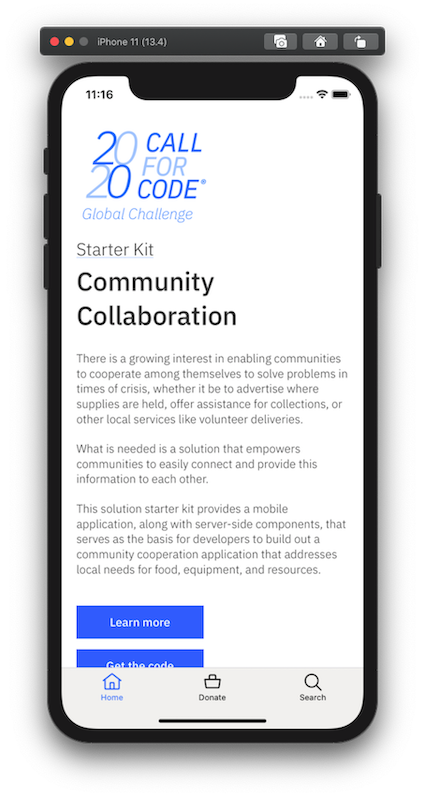 iPhone 11 (13.4)
11:16
2020 CALL
FOR
CODE®
Global Challenge
Starter Kit
Community
Collaboration
There is a growing interest in enabling communities
to cooperate among themselves to solve problems in
times of crisis, whether it be to advertise where
supplies are held, offer assistance for collections, or
other local services like volunteer deliveries.
What is needed is a solution that empowers
communities to easily connect and provide this
information to each other.
This solution starter kit provides a mobile
application, along with server-side components, that
serves as the basis for developers to build out a
community cooperation application that addresses
local needs for food, equipment, and resources.
Learn more
Get the code
Home
Donate
Search